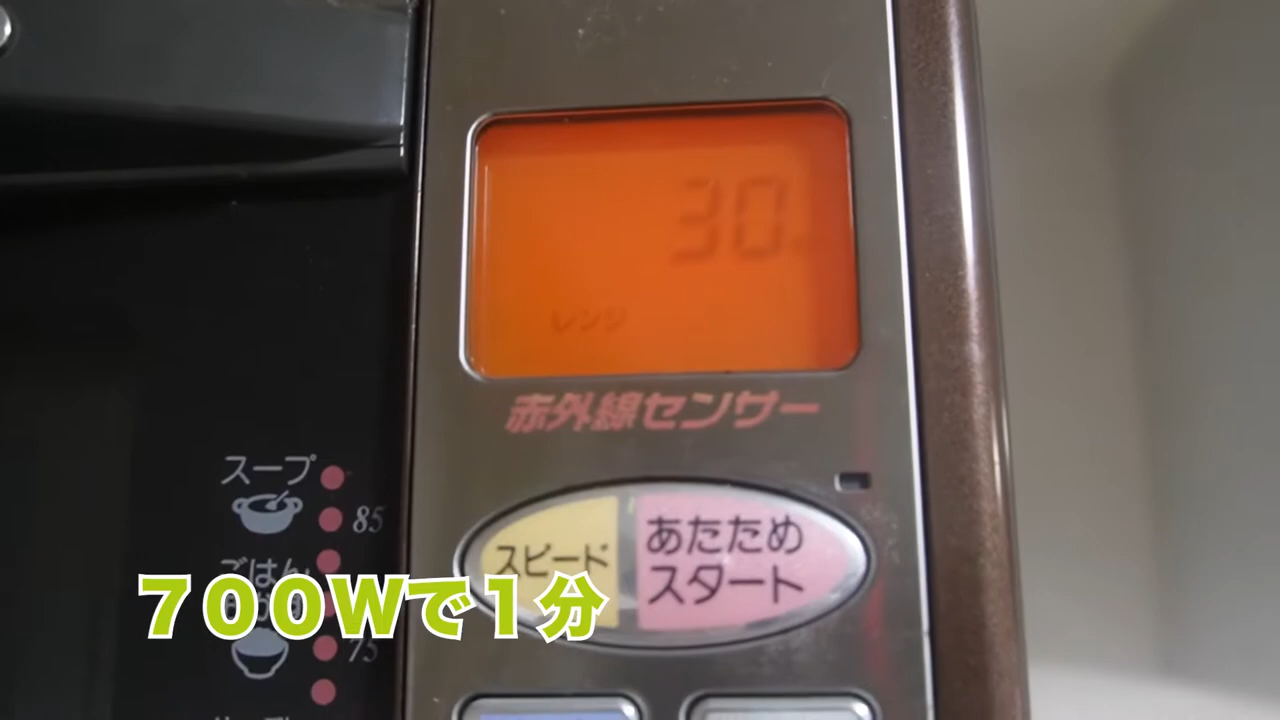 30
レンジ
赤外線センサー
スープ
85
スピード
あたため
スタート
ごはん
７００Wで1分
75